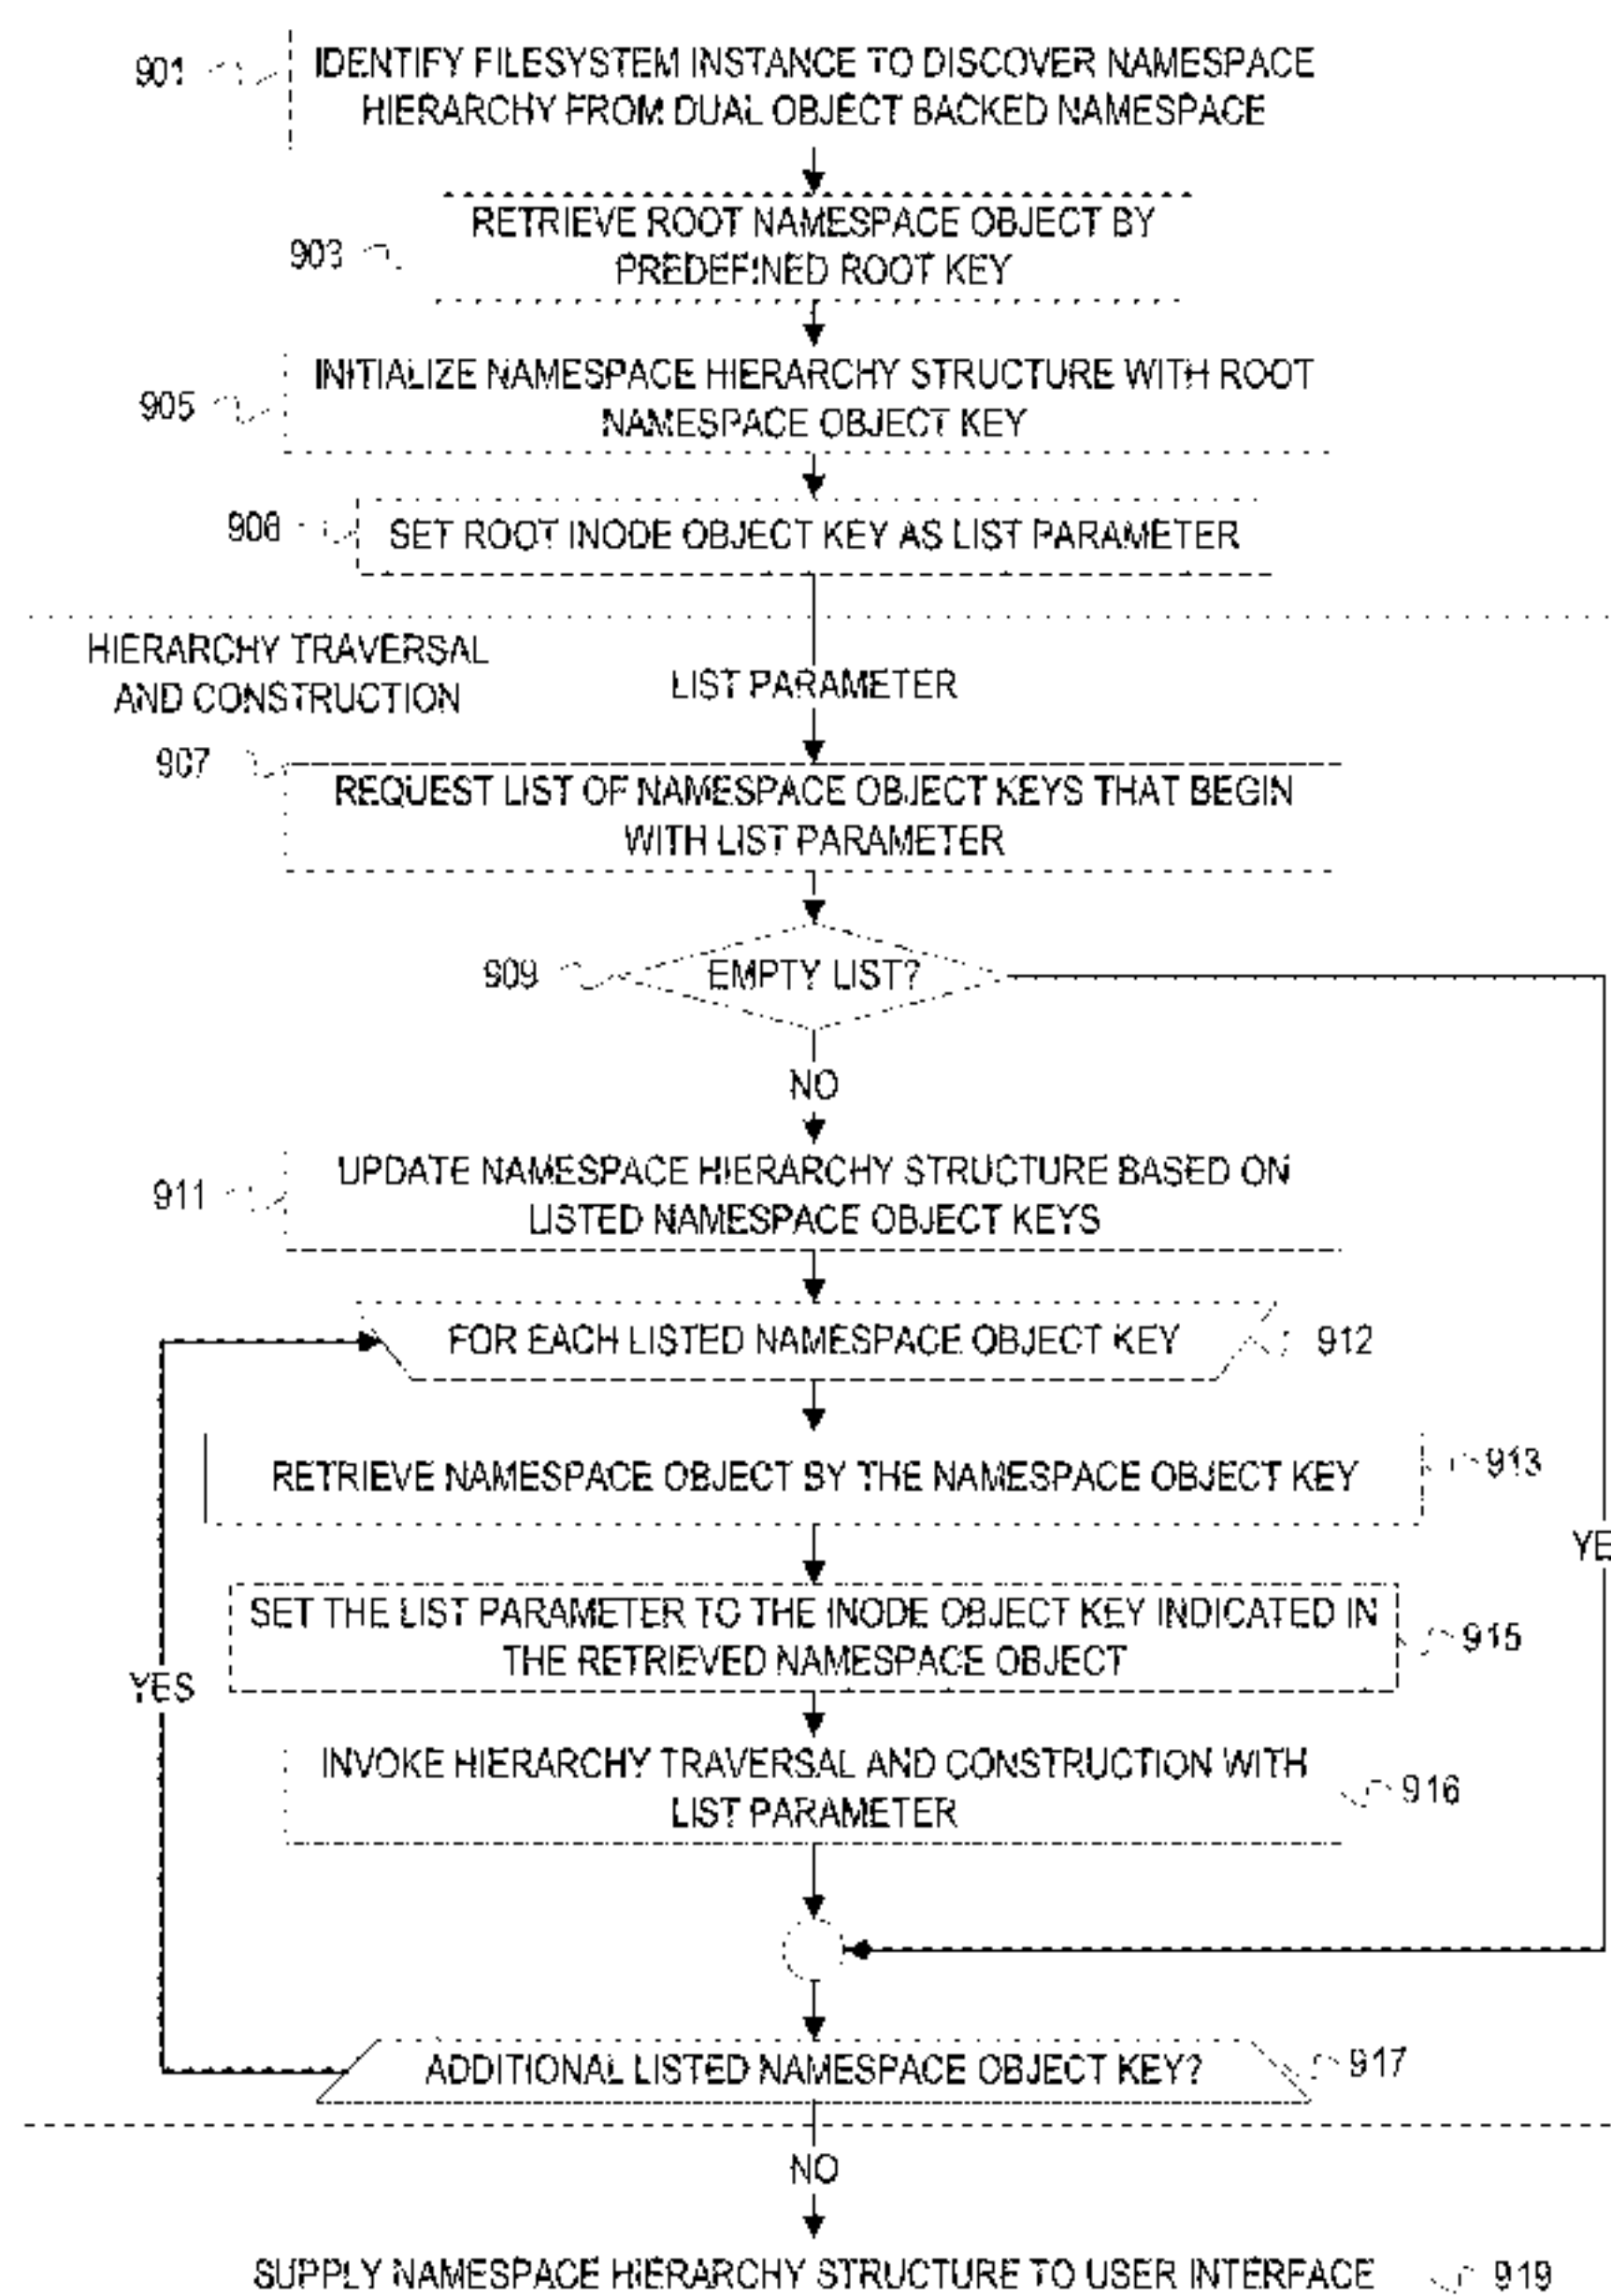 901
IDENTIFY FILESYSTEM INSTANCE TO DISCOVER NAMESPACE
HIERARCHY FROM DUAL OBJECT BACKED NAMESPACE
903
RETRIEVE ROOT NAMESPACE OBJECT BY
PREDEFINED ROOT KEY
905
INITIALIZE NAMESPACE HIERARCHY STRUCTURE WITH ROOT
NAMESPACE OBJECT KEY
906
SET ROOT INODE OBJECT KEY AS LIST PARAMETER
HIERARCHY TRAVERSAL
AND CONSTRUCTION
LIST PARAMETER
907
REQUEST LIST OF NAMESPACE OBJECT KEYS THAT BEGIN
WITH LIST PARAMETER
909
EMPTY LIST?
NO
911
UPDATE NAMESPACE HIERARCHY STRUCTURE BASED ON
LISTED NAMESPACE OBJECT KEYS
FOR EACH LISTED NAMESPACE OBJECT KEY
912
RETRIEVE NAMESPACE OBJECT BY THE NAMESPACE OBJECT KEY
913
YE
SET THE LIST PARAMETER TO THE INODE OBJECT KEY INDICATED IN
THE RETRIEVED NAMESPACE OBJECT
915
YES
INVOKE HIERARCHY TRAVERSAL AND CONSTRUCTION WITH
LIST PARAMETER
916
ADDITIONAL LISTED NAMESPACE OBJECT KEY?
917
NO
SUPPLY NAMESPACE HIERARCHY STRUCTURE TO USER INTERFACE
919